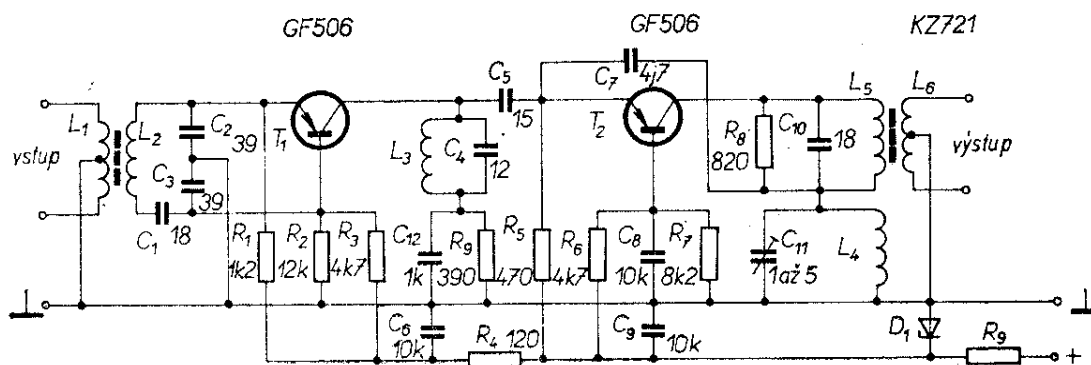 GF506
GF506
KZ721
L1
vstup
L2
C2
39
C3
39
C1
18
T1
R1
1k2
R2
12k
R3
4k7
L3
C4
12
C5
15
C12
1k
R9
390
C6
10k
R4 120
R5
470
C7
4j7
T2
R6
4k7
C8
10k
R7
8k2
C9
10k
R8
820
C10
18
C11
1až5
L4
L5
L6
výstup
D1
R9
+